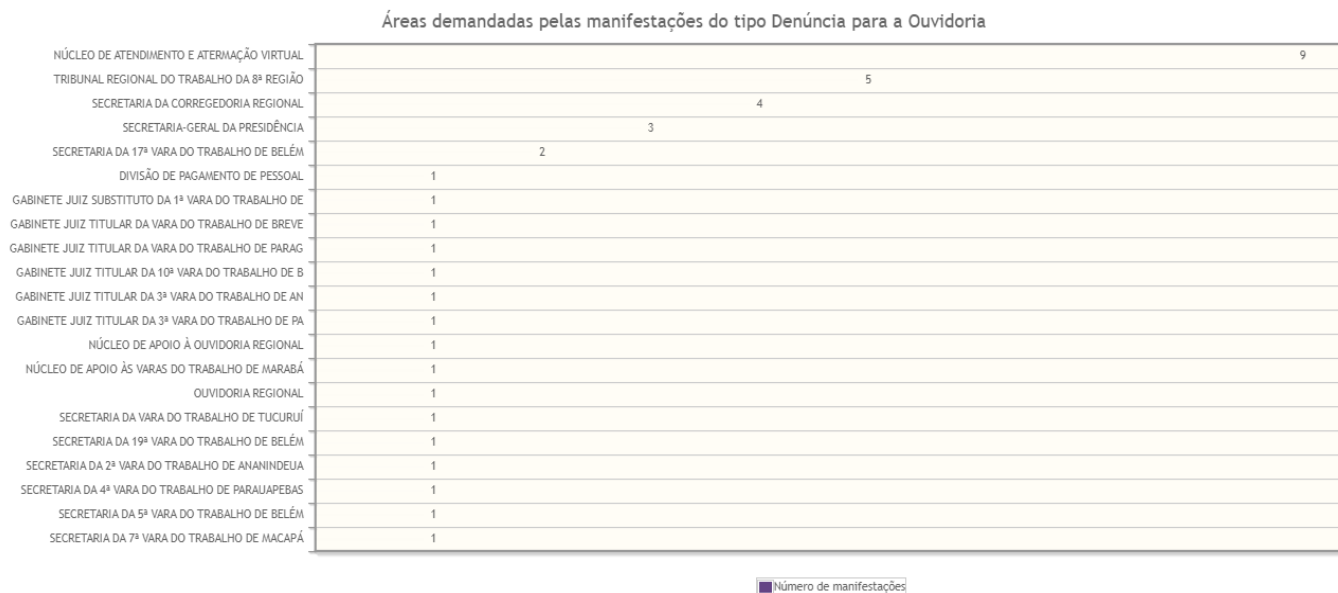 Áreas demandadas pelas manifestações do tipo Denúncia para a Ouvidoria
NÚCLEO DE ATENDIMENTO E ATERMAÇÃO VIRTUAL 9
TRIBUNAL REGIONAL DO TRABALHO DA 8ª REGIÃO 5
SECRETARIA DA CORREGEDORIA REGIONAL 4
SECRETARIA-GERAL DA PRESIDÊNCIA 3
SECRETARIA DA 17ª VARA DO TRABALHO DE BELÉM 2
DIVISÃO DE PAGAMENTO DE PESSOAL 1
GABINETE JUIZ SUBSTITUTO DA 1ª VARA DO TRABALHO DE 1
GABINETE JUIZ TITULAR DA VARA DO TRABALHO DE BREVE 1
GABINETE JUIZ TITULAR DA VARA DO TRABALHO DE PARAG 1
GABINETE JUIZ TITULAR DA 10ª VARA DO TRABALHO DE B 1
GABINETE JUIZ TITULAR DA 3ª VARA DO TRABALHO DE AN 1
GABINETE JUIZ TITULAR DA 3ª VARA DO TRABALHO DE PA 1
NÚCLEO DE APOIO À OUVIDORIA REGIONAL 1
NÚCLEO DE APOIO ÀS VARAS DO TRABALHO DE MARABÁ 1
OUVIDORIA REGIONAL 1
SECRETARIA DA VARA DO TRABALHO DE TUCURUÍ 1
SECRETARIA DA 19ª VARA DO TRABALHO DE BELÉM 1
SECRETARIA DA 2ª VARA DO TRABALHO DE ANANINDEUA 1
SECRETARIA DA 4ª VARA DO TRABALHO DE PARAUAPEBAS 1
SECRETARIA DA 5ª VARA DO TRABALHO DE BELÉM 1
SECRETARIA DA 7ª VARA DO TRABALHO DE MACAPÁ 1
Número de manifestações